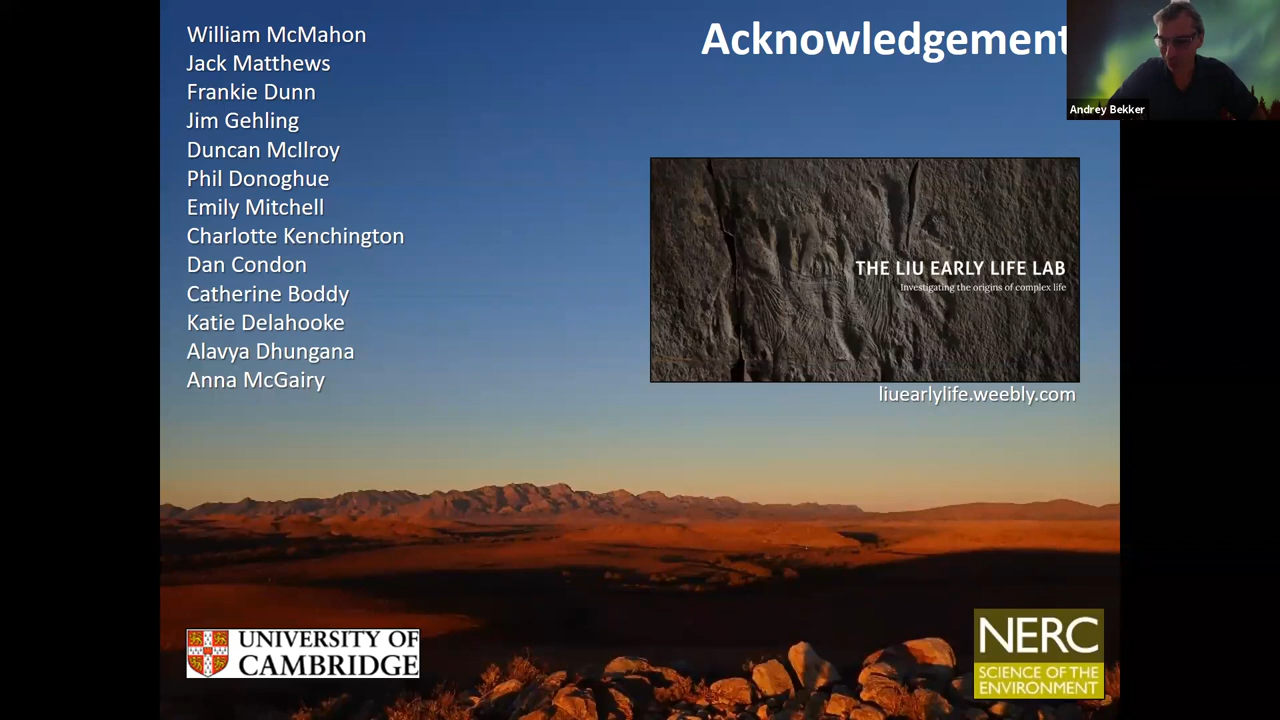 William McMahon
Jack Matthews
Frankie Dunn
Jim Gehling
Duncan McIlroy
Phil Donoghue
Emily Mitchell
Charlotte Kenchington
Dan Condon
Catherine Boddy
Katie Delahooke
Alavya Dhungana
Anna McGairy
Acknowledgement
Andrey Bekker
THE LIU EARLY LIFE LAB
Investigating the origins of complex life
liuearlylife.weebly.com
UNIVERSITY OF
CAMBRIDGE
NERC
SCIENCE OF THE
ENVIRONMENT